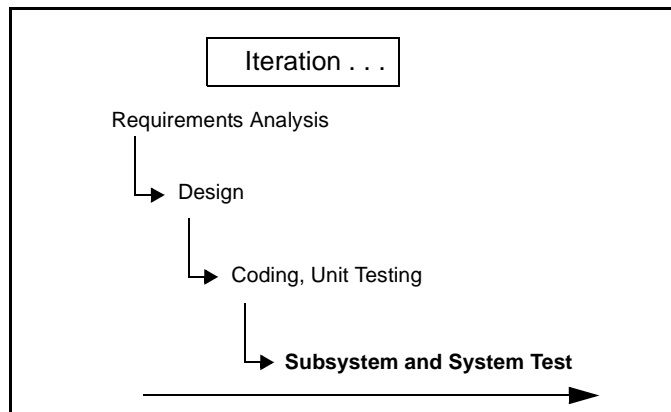 Iteration . . .
Requirements Analysis
Design
Coding, Unit Testing
Subsystem and System Test